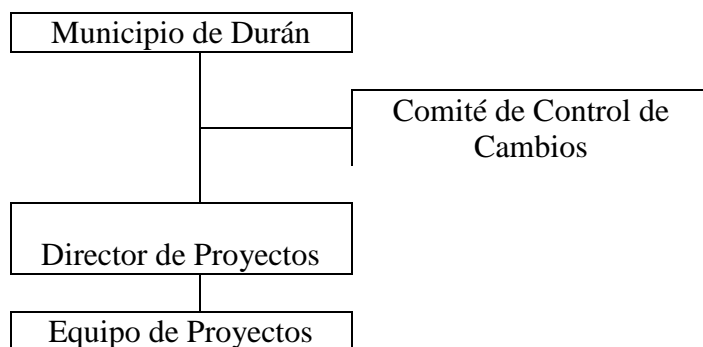 Municipio de Durán
Comité de Control de
Cambios
Director de Proyectos
Equipo de Proyectos